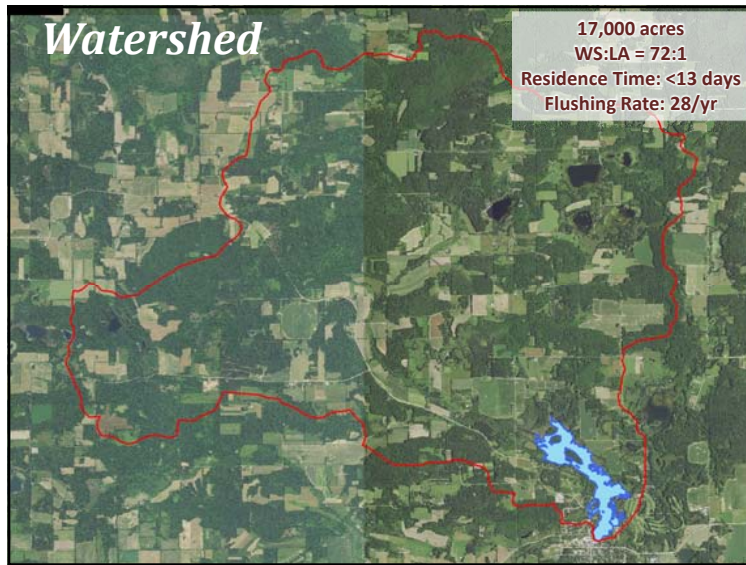 Watershed
17,000 acres
WS:LA = 72:1
Residence Time: <13 days
Flushing Rate: 28/yr